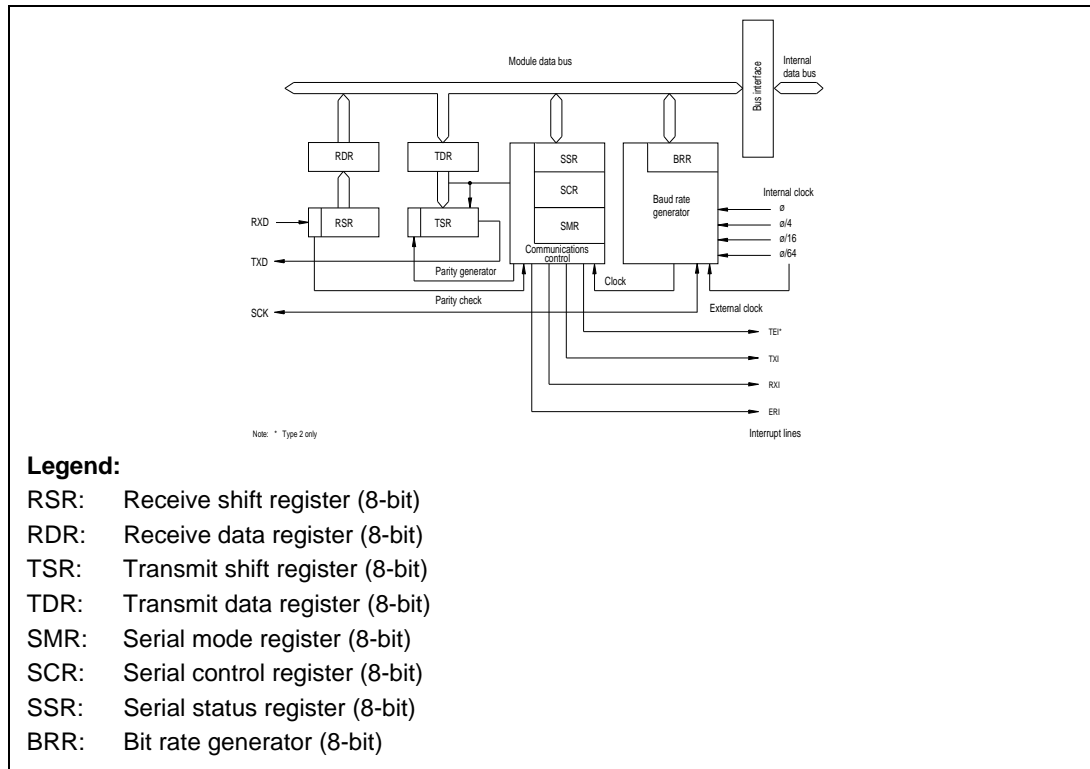 Module data bus
Internal
data bus
Bus interface
RDR
TDR
SSR
BRR
SCR
Baud rate
generator
Internal clock
ø
RXD
RSR
TSR
SMR
ø/4
ø/16
Communications
control
ø/64
TXD
Parity generator
Clock
Parity check
External clock
SCK
TEI*
TXI
RXI
ERI
Note: * Type 2 only
Interrupt lines
Legend:
RSR: Receive shift register (8-bit)
RDR: Receive data register (8-bit)
TSR: Transmit shift register (8-bit)
TDR: Transmit data register (8-bit)
SMR: Serial mode register (8-bit)
SCR: Serial control register (8-bit)
SSR: Serial status register (8-bit)
BRR: Bit rate generator (8-bit)